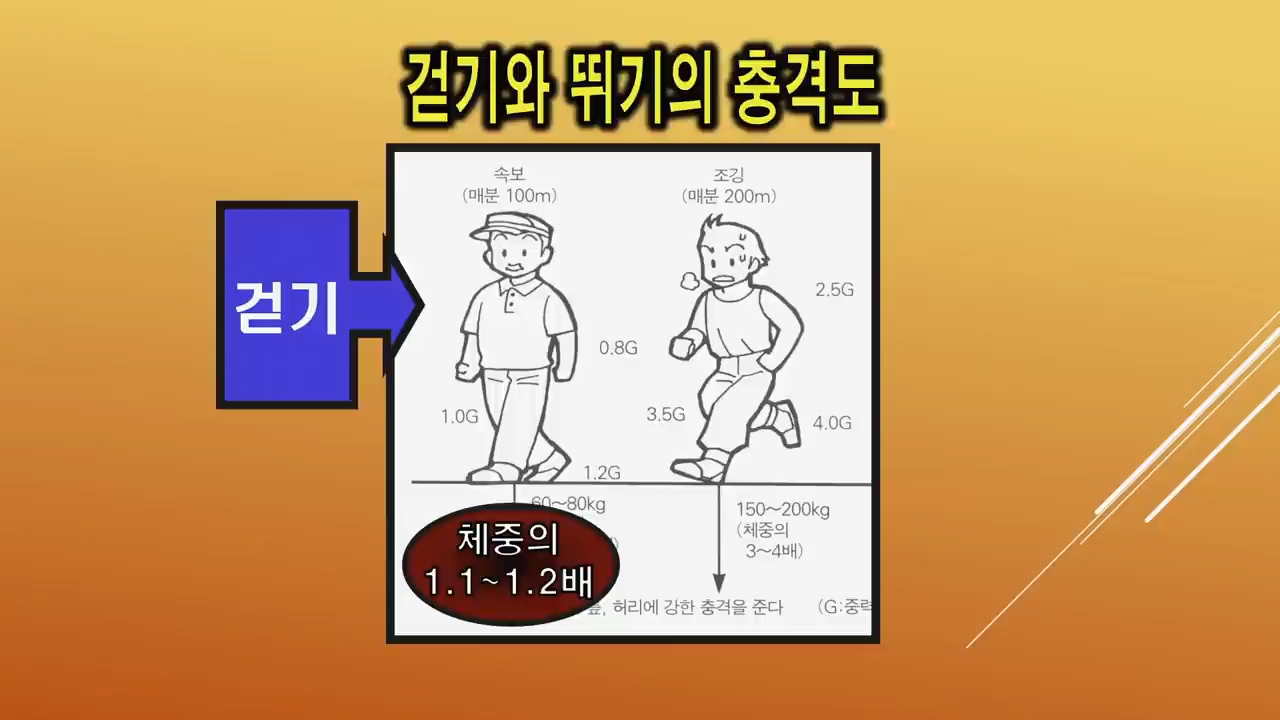 걷기와 뛰기의 충격도
걷기
속보
(매분 100m)
0.8G
1.0G
1.2G
60~80kg
체중의
1.1~1.2배
조깅
(매분 200m)
2.5G
3.5G
4.0G
150~200kg
(체중의
3~4배)
허리에 강한 충격을 준다
(G:중력